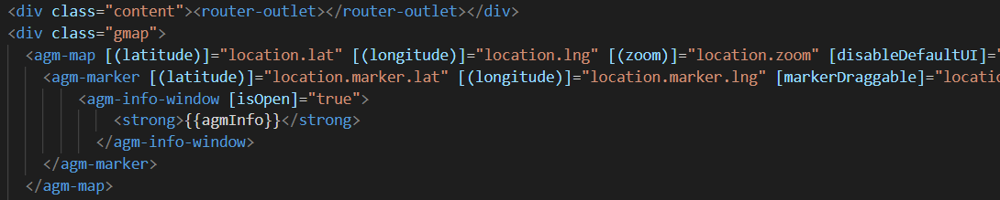 <div class="content"><router-outlet></router-outlet></div>
<div class="gmap">
<agm-map [(latitude)]="location.lat" [(longitude)]="location.lng" [(zoom)]="location.zoom" [disableDefaultUI]="
<agm-marker [(latitude)]="location.marker.lat" [(longitude)]="location.marker.lng" [markerDraggable]="locatio
<agm-info-window [isOpen]="true">
<strong>{{agmInfo}}</strong>
</agm-info-window>
</agm-marker>
</agm-map>